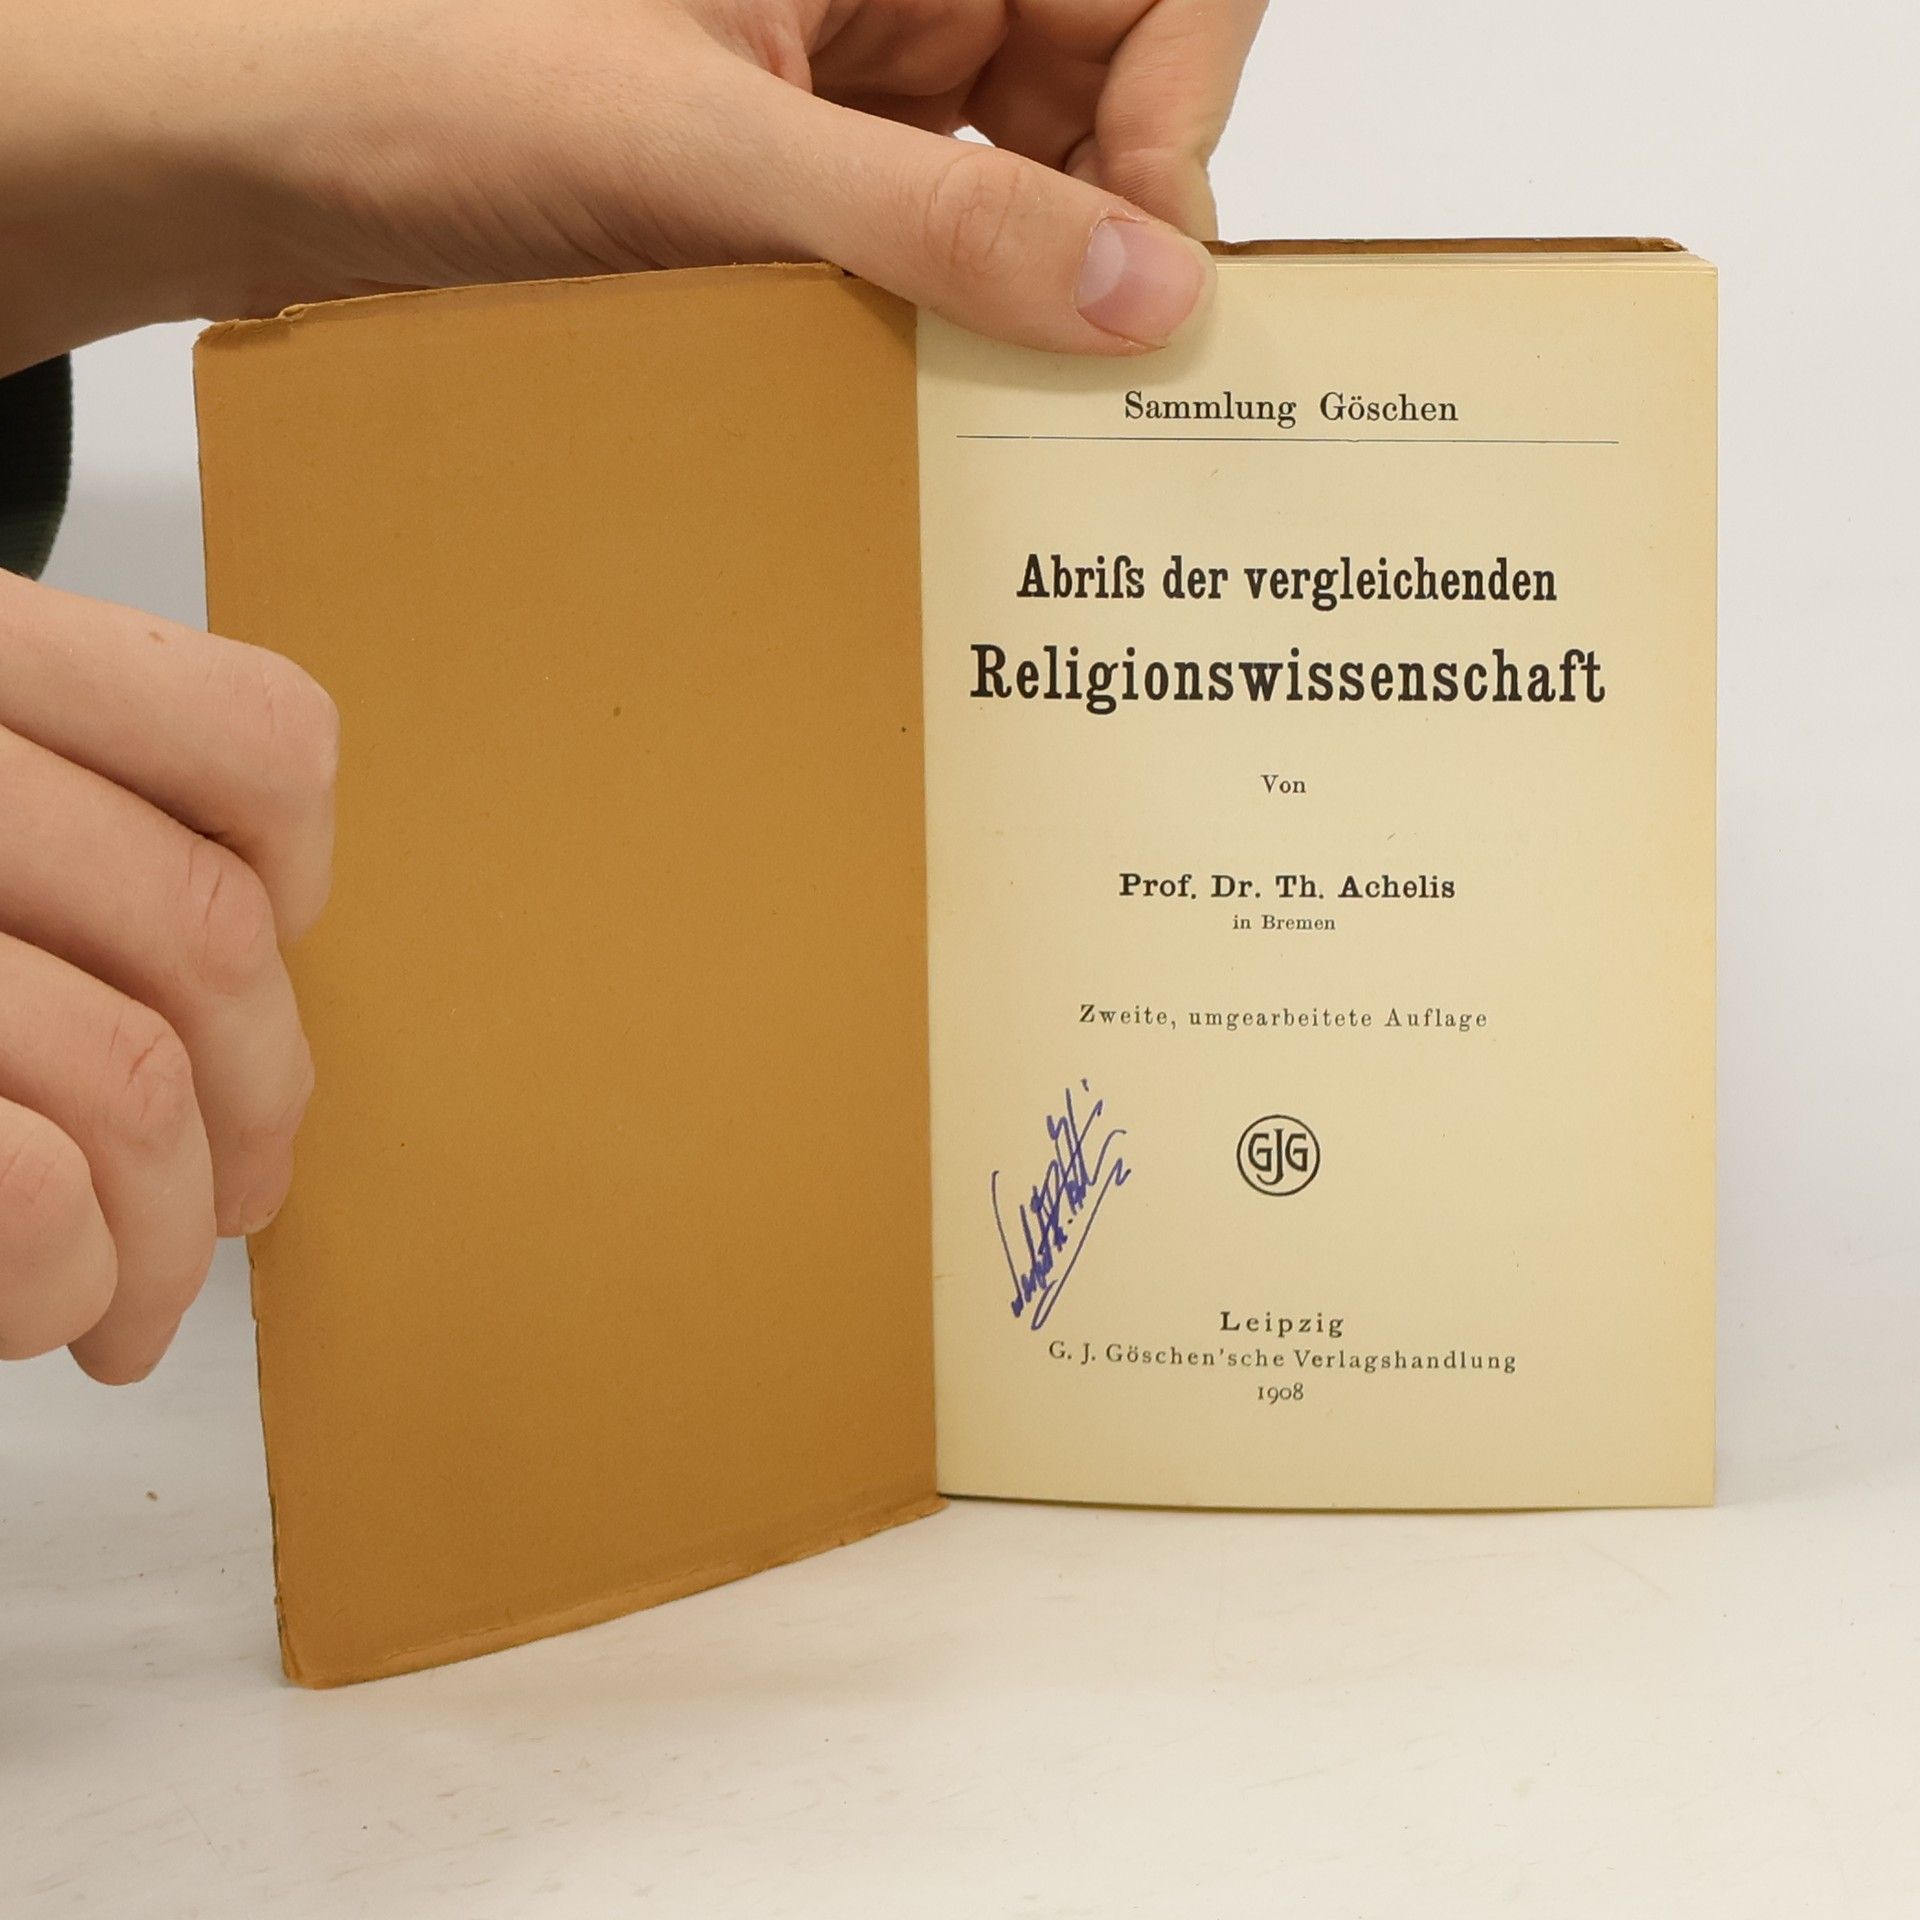 Sammlung Göschen
Abriſs der vergleichenden
Religionswissenschaft
Von
Prof. Dr. Th. Achelis
in Bremen
Zweite, umgearbeitete Auflage
GJG
Leipzig
G. J. Göschen'sche Verlagshandlung
1908